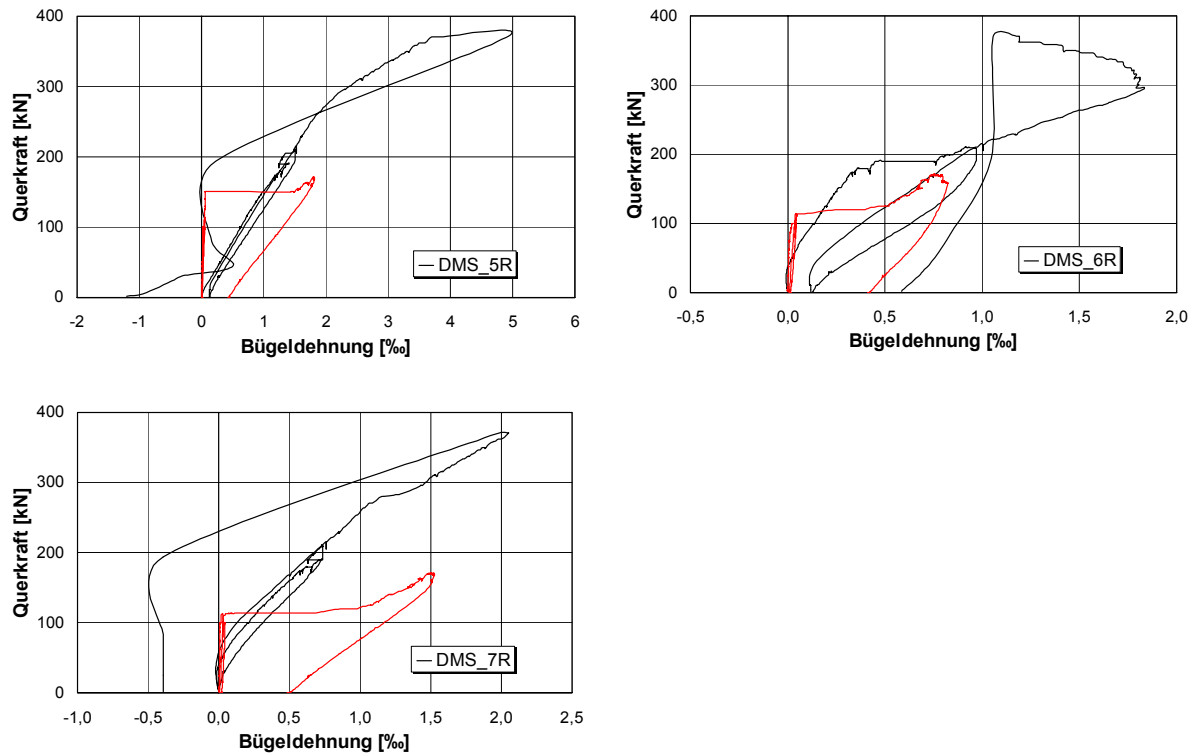 400
300
200
100
0
Querkraft [kN]
DMS_5R
-2 -1 0 1 2 3 4 5 6
Bügeldehnung [‰]
400
300
200
100
0
Querkraft [kN]
DMS_6R
-0,5 0,0 0,5 1,0 1,5 2,0
Bügeldehnung [‰]
400
300
200
100
0
Querkraft [kN]
DMS_7R
-1,0 -0,5 0,0 0,5 1,0 1,5 2,0 2,5
Bügeldehnung [‰]